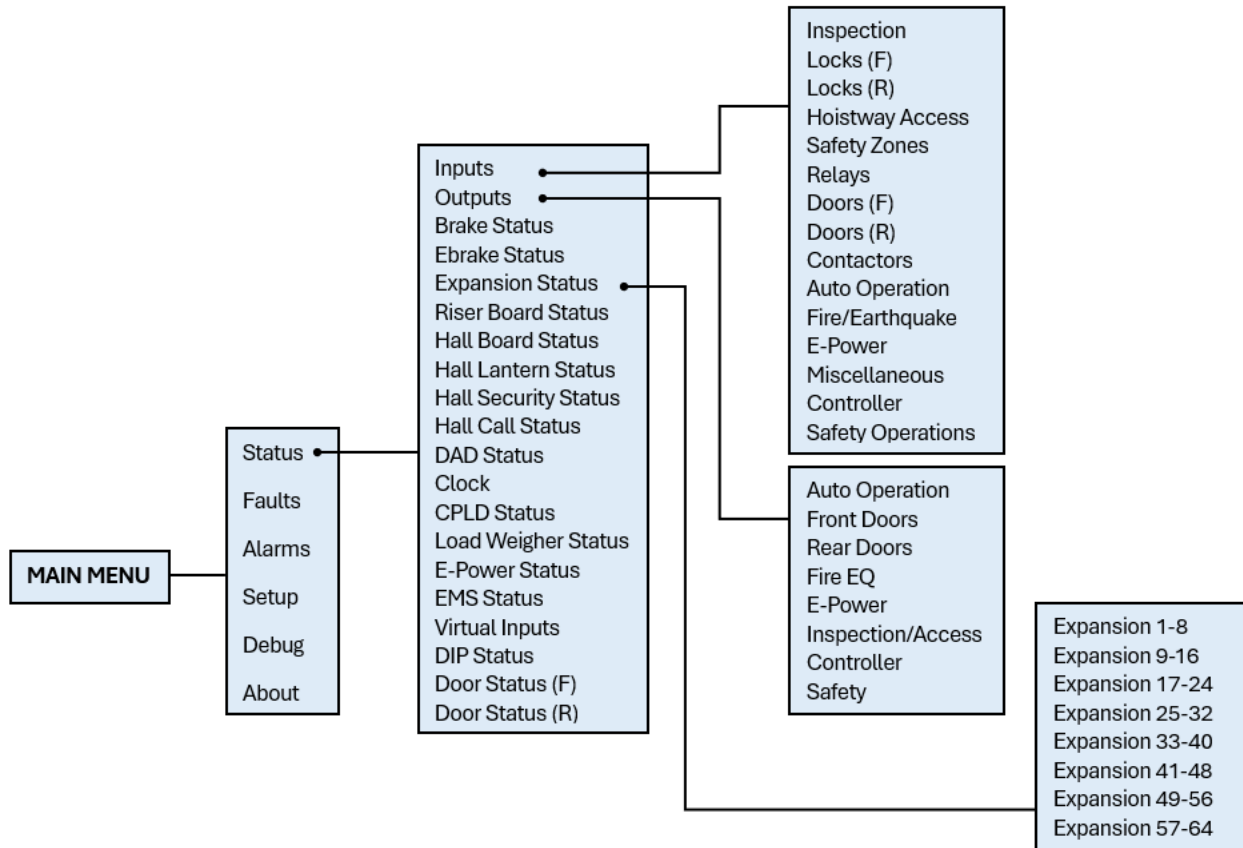 MAIN MENU
Status
Faults
Alarms
Setup
Debug
About
Inputs
Outputs
Brake Status
Ebrake Status
Expansion Status
Riser Board Status
Hall Board Status
Hall Lantern Status
Hall Security Status
Hall Call Status
DAD Status
Clock
CPLD Status
Load Weigher Status
E-Power Status
EMS Status
Virtual Inputs
DIP Status
Door Status (F)
Door Status (R)
Inspection
Locks (F)
Locks (R)
Hoistway Access
Safety Zones
Relays
Doors (F)
Doors (R)
Contactors
Auto Operation
Fire/Earthquake
E-Power
Miscellaneous
Controller
Safety Operations
Auto Operation
Front Doors
Rear Doors
Fire EQ
E-Power
Inspection/Access
Controller
Safety
Expansion 1-8
Expansion 9-16
Expansion 17-24
Expansion 25-32
Expansion 33-40
Expansion 41-48
Expansion 49-56
Expansion 57-64